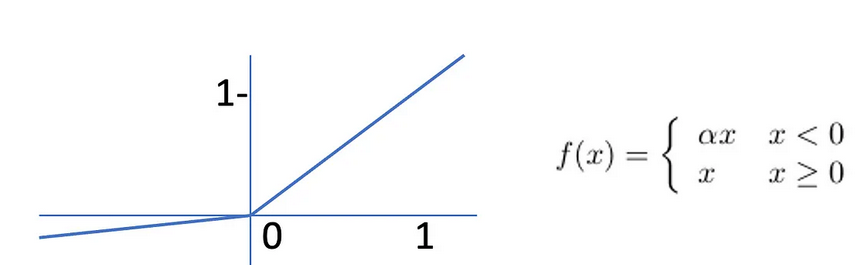 1-
0 1
f(x) = { αx x < 0
x x ≥ 0